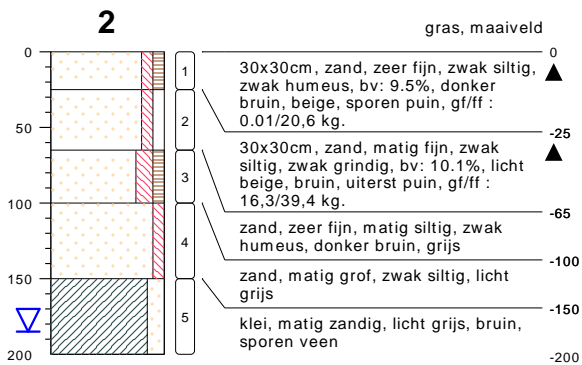 2
gras, maaiveld
0
50
100
150
200
1
2
3
4
5
0
30x30cm, zand, zeer fijn, zwak siltig,
zwak humeus, bv: 9.5%, donker
bruin, beige, sporen puin, gf/ff :
0.01/20,6 kg.
-25
30x30cm, zand, matig fijn, zwak
siltig, zwak grindig, bv: 10.1%, licht
beige, bruin, uiterst puin, gf/ff :
16,3/39,4 kg.
-65
zand, zeer fijn, matig siltig, zwak
humeus, donker bruin, grijs
-100
zand, matig grof, zwak siltig, licht
grijs
-150
klei, matig zandig, licht grijs, bruin,
sporen veen
-200